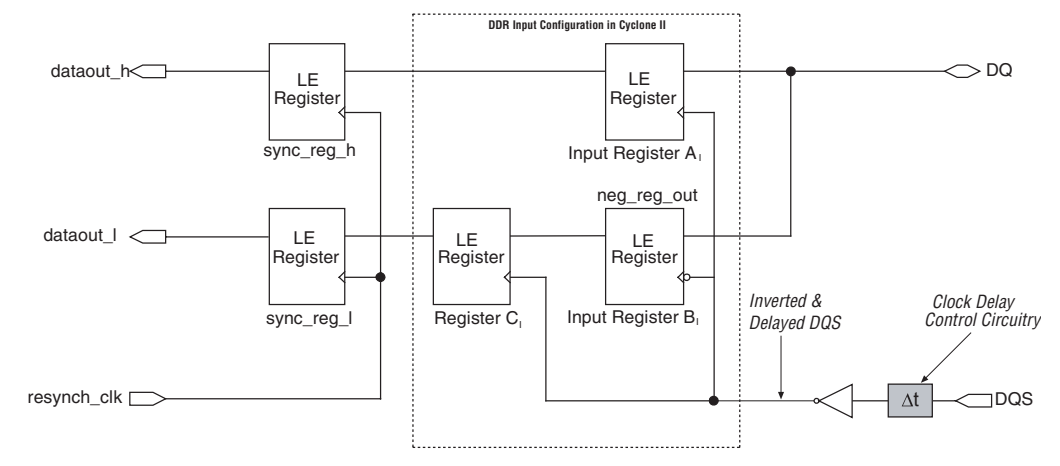 DDR Input Configuration in Cyclone II
dataout_h
LE
Register
sync_reg_h
LE
Register
Input Register A I
DQ
dataout_l
LE
Register
sync_reg_l
LE
Register
Register C I
neg_reg_out
LE
Register
Input Register B I
Inverted &
Delayed DQS
Clock Delay
Control Circuitry
resynch_clk
Δt
DQS